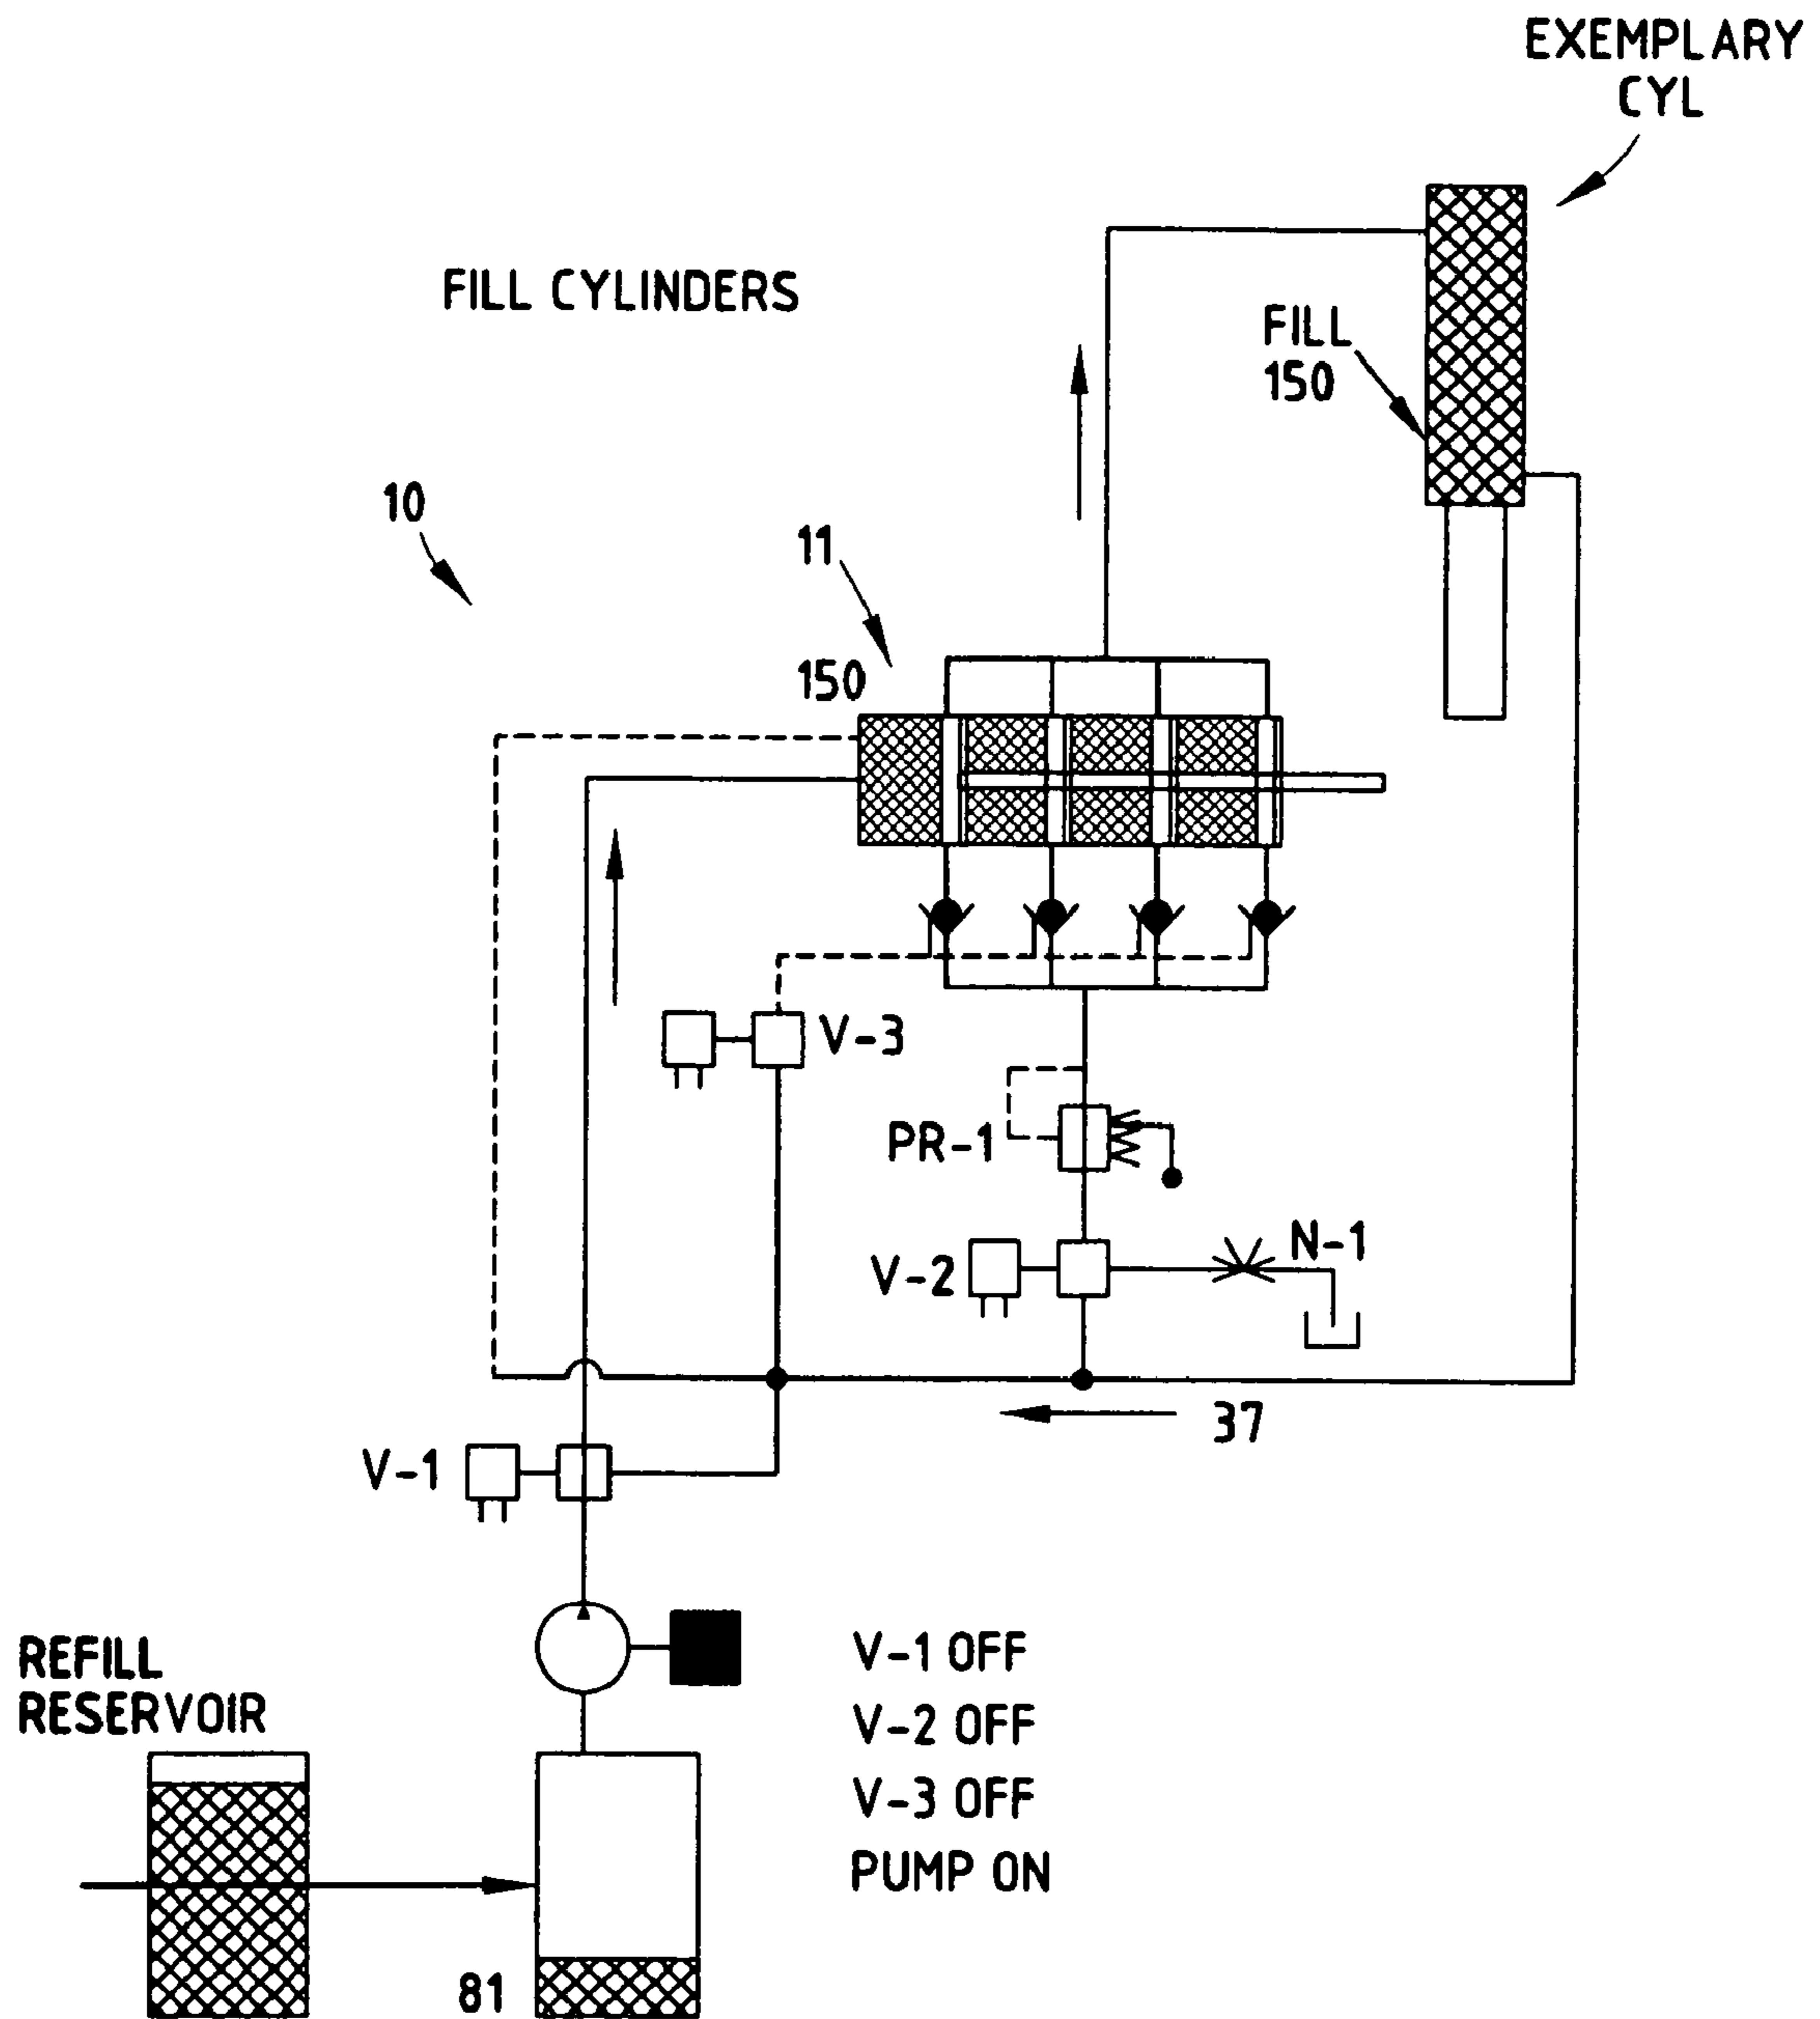 EXEMPLARY
CYL
FILL CYLINDERS
FILL
150
10
11
150
V-3
PR-1
N-1
V-2
37
V-1
REFILL
RESERVOIR
V-1 OFF
V-2 OFF
V-3 OFF
PUMP ON
81